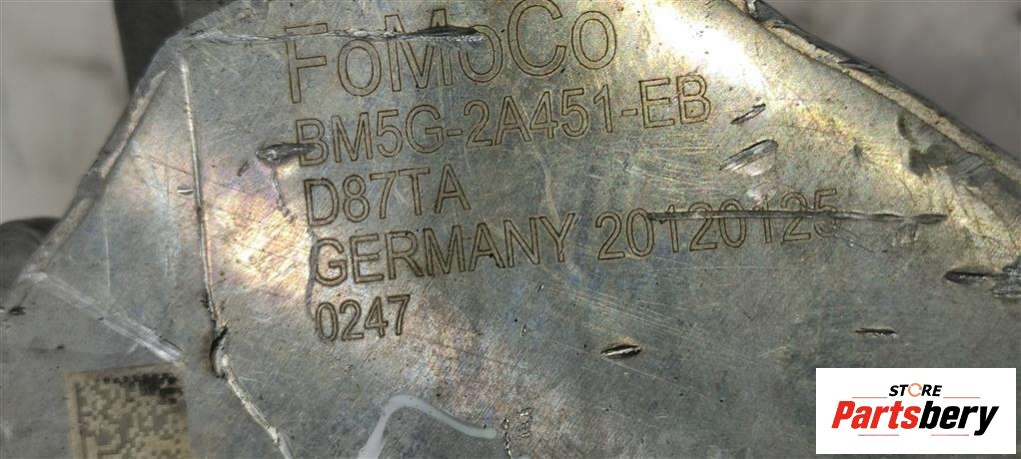 FoMoCo
BM5G-2A451-EB
D87TA
GERMANY 20120125
0247
STORE
Partsbery